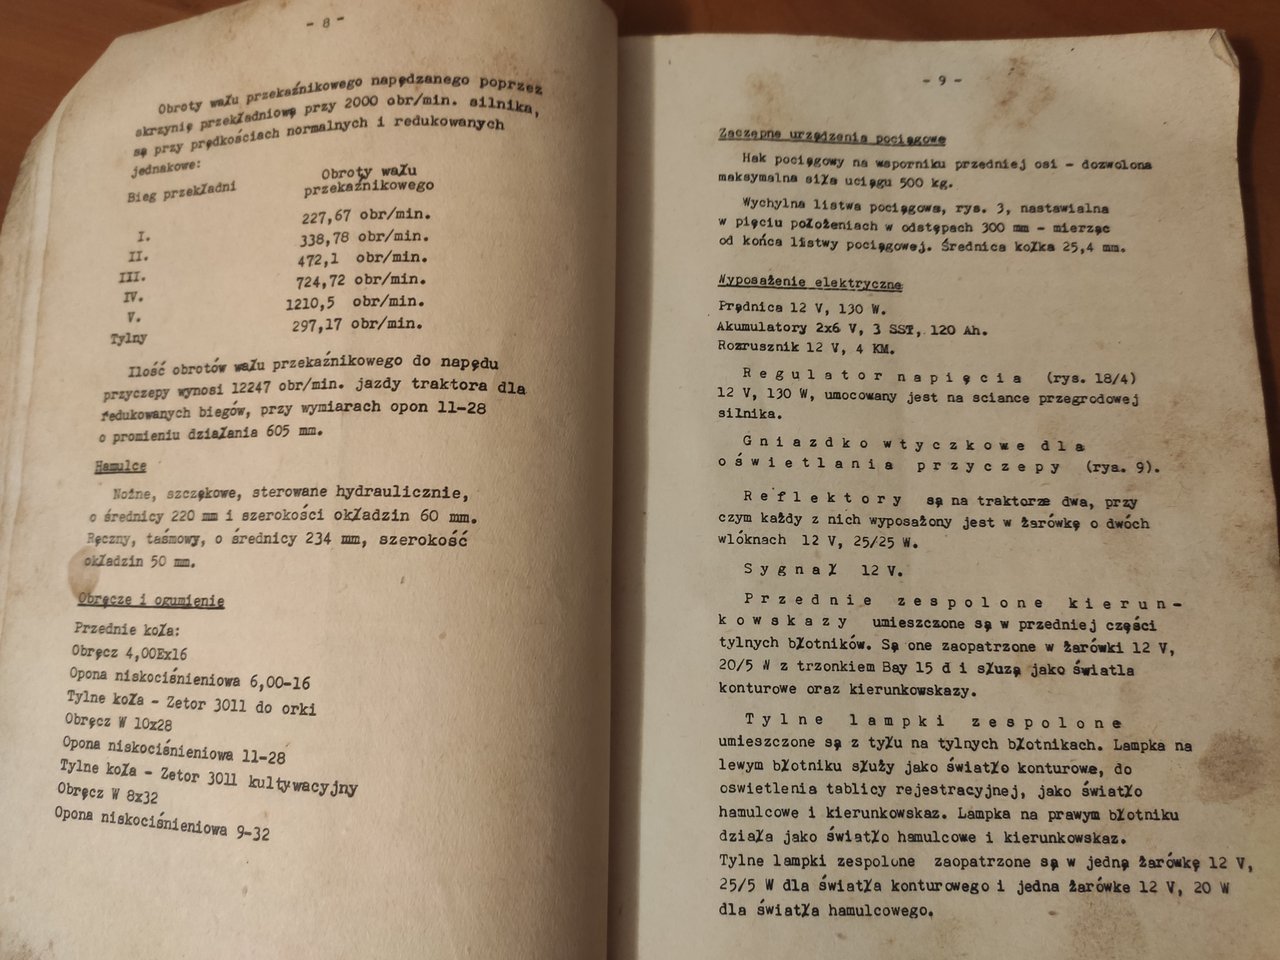 - 8 -
Obroty wału przekaźnikowego napędzanego poprzez
skrzynię przekładniową przy 2000 obr/min. silnika,
są przy prędkościach normalnych i redukowanych
jednakowe:
Bieg przekładni
Obroty wału
przekaźnikowego
227,67 obr/min.
I. 338,78 obr/min.
II. 472,1 obr/min.
III. 724,72 obr/min.
IV. 1210,5 obr/min.
V. 297,17 obr/min.
Tylny
Ilość obrotów wału przekaźnikowego do napędu
przyczepy wynosi 12247 obr/min. jazdy traktora dla
redukowanych biegów, przy wymiarach opon 11-28
o promieniu działania 605 mm.
Hamulce
Nożne, szczękowe, sterowane hydraulicznie,
o średnicy 220 mm i szerokości okładzin 60 mm.
Ręczny, taśmowy, o średnicy 234 mm, szerokość
okładzin 50 mm.
Obręcze i ogumienie
Przednie koła:
Obręcz 4,00Ex16
Opona niskociśnieniowa 6,00-16
Tylne koła - Zetor 3011 do orki
Obręcz W 10x28
Opona niskociśnieniowa 11-28
Tylne koła - Zetor 3011 kultywacyjny
Obręcz W 8x32
Opona niskociśnieniowa 9-32
- 9 -
Zaczepne urządzenia pociągowe
Hak pociągowy na wsporniku przedniej osi - dozwolona
maksymalna siła uciągu 500 kg.
Wychylna listwa pociągowa, rys. 3, nastawialna
w pięciu położeniach w odstępach 300 mm - mierząc
od końca listwy pociągowej. Średnica kołka 25,4 mm.
Wyposażenie elektryczne
Prądnica 12 V, 130 W.
Akumulatory 2x6 V, 3 SST, 120 Ah.
Rozrusznik 12 V, 4 KM.
Regulator napięcia (rys. 18/4)
12 V, 130 W, umocowany jest na sciance przegrodowej
silnika.
Gniazdko wtyczkowe dla
oświetlania przyczepy (rys. 9).
Reflektory są na traktorze dwa, przy
czym każdy z nich wyposażony jest w żarówkę o dwóch
wlóknach 12 V, 25/25 W.
Sygnał 12 V.
Przednie zespolone kierun-
kowskazy umieszczone są w przedniej części
tylnych błotników. Są one zaopatrzone w żarówki 12 V,
20/5 W z trzonkiem Bay 15 d i służą jako światla
konturowe oraz kierunkowskazy.
Tylne lampki zespolone
umieszczone są z tyłu na tylnych błotnikach. Lampka na
lewym błotniku służy jako światło konturowe, do
oswietlenia tablicy rejestracyjnej, jako światło
hamulcowe i kierunkowskaz. Lampka na prawym błotniku
działa jako światło hamulcowe i kierunkowskaz.
Tylne lampki zespolone zaopatrzone są w jedną żarówkę 12 V,
25/5 W dla światła konturowego i jedna żarówke 12 V, 20 W
dla światła hamulcowego.